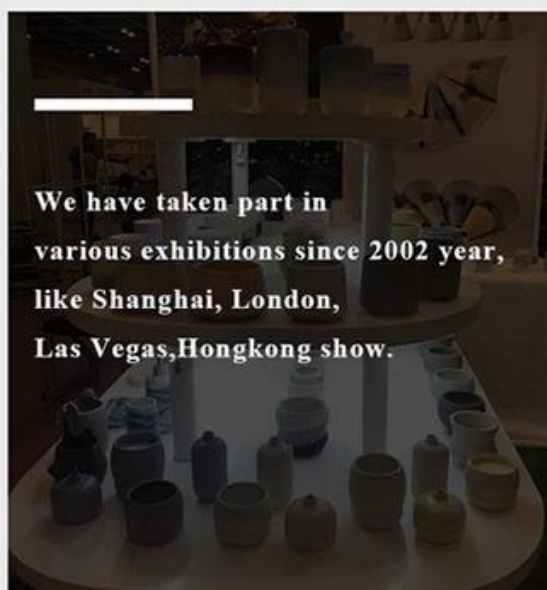 We have taken part in
various exhibitions since 2002 year,
like Shanghai, London,
Las Vegas,Hongkong show.